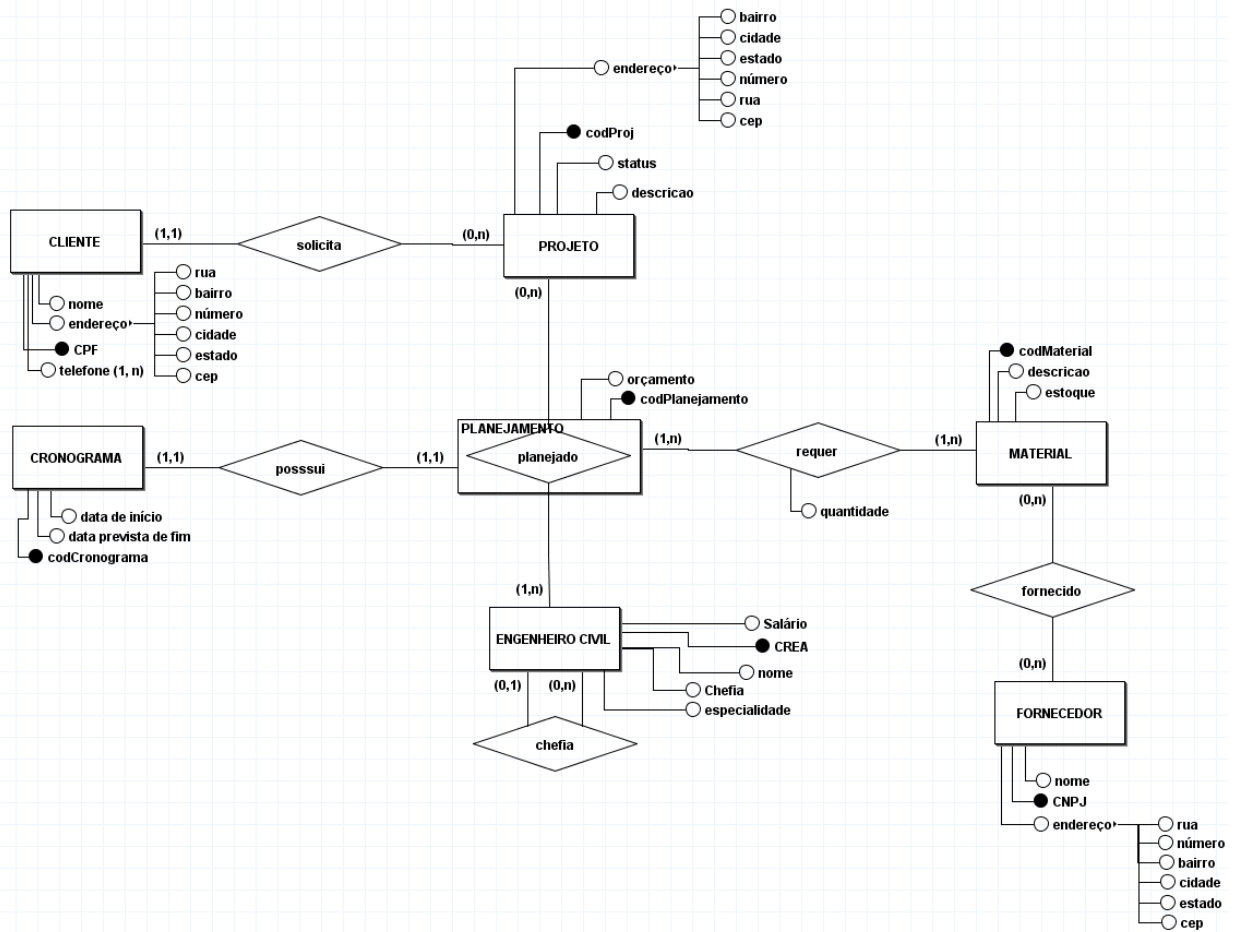 bairro
cidade
estado
endereço
número
rua
cep
codProj
status
descricao
CLIENTE
(1,1)
solicita
(0,n)
PROJETO
(0,n)
nome
endereço
CPF
telefone (1, n)
rua
bairro
número
cidade
estado
cep
orçamento
codPlanejamento
codMaterial
descricao
estoque
CRONOGRAMA
(1,1)
posssui
(1,1)
PLANEJAMENTO
planejado
(1,n)
requer
(1,n)
MATERIAL
quantidade
data de início
data prevista de fim
codCronograma
(0,n)
fornecido
(0,n)
(1,n)
ENGENHEIRO CIVIL
Salário
CREA
nome
Chefia
especialidade
(0,1)
(0,n)
chefia
FORNECEDOR
nome
CNPJ
endereço
rua
número
bairro
cidade
estado
cep